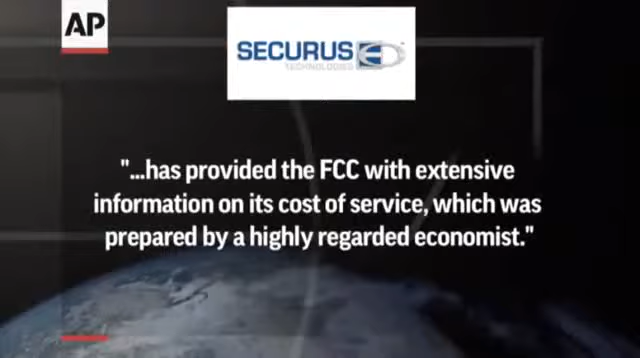 AP
SECURUS
TECHNOLOGIES
"...has provided the FCC with extensive
information on its cost of service, which was
prepared by a highly regarded economist."